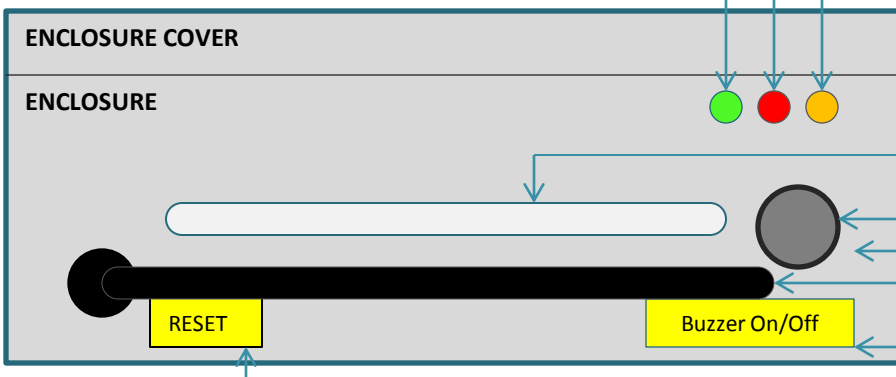 ENCLOSURE COVER
ENCLOSURE
RESET
Buzzer On/Off